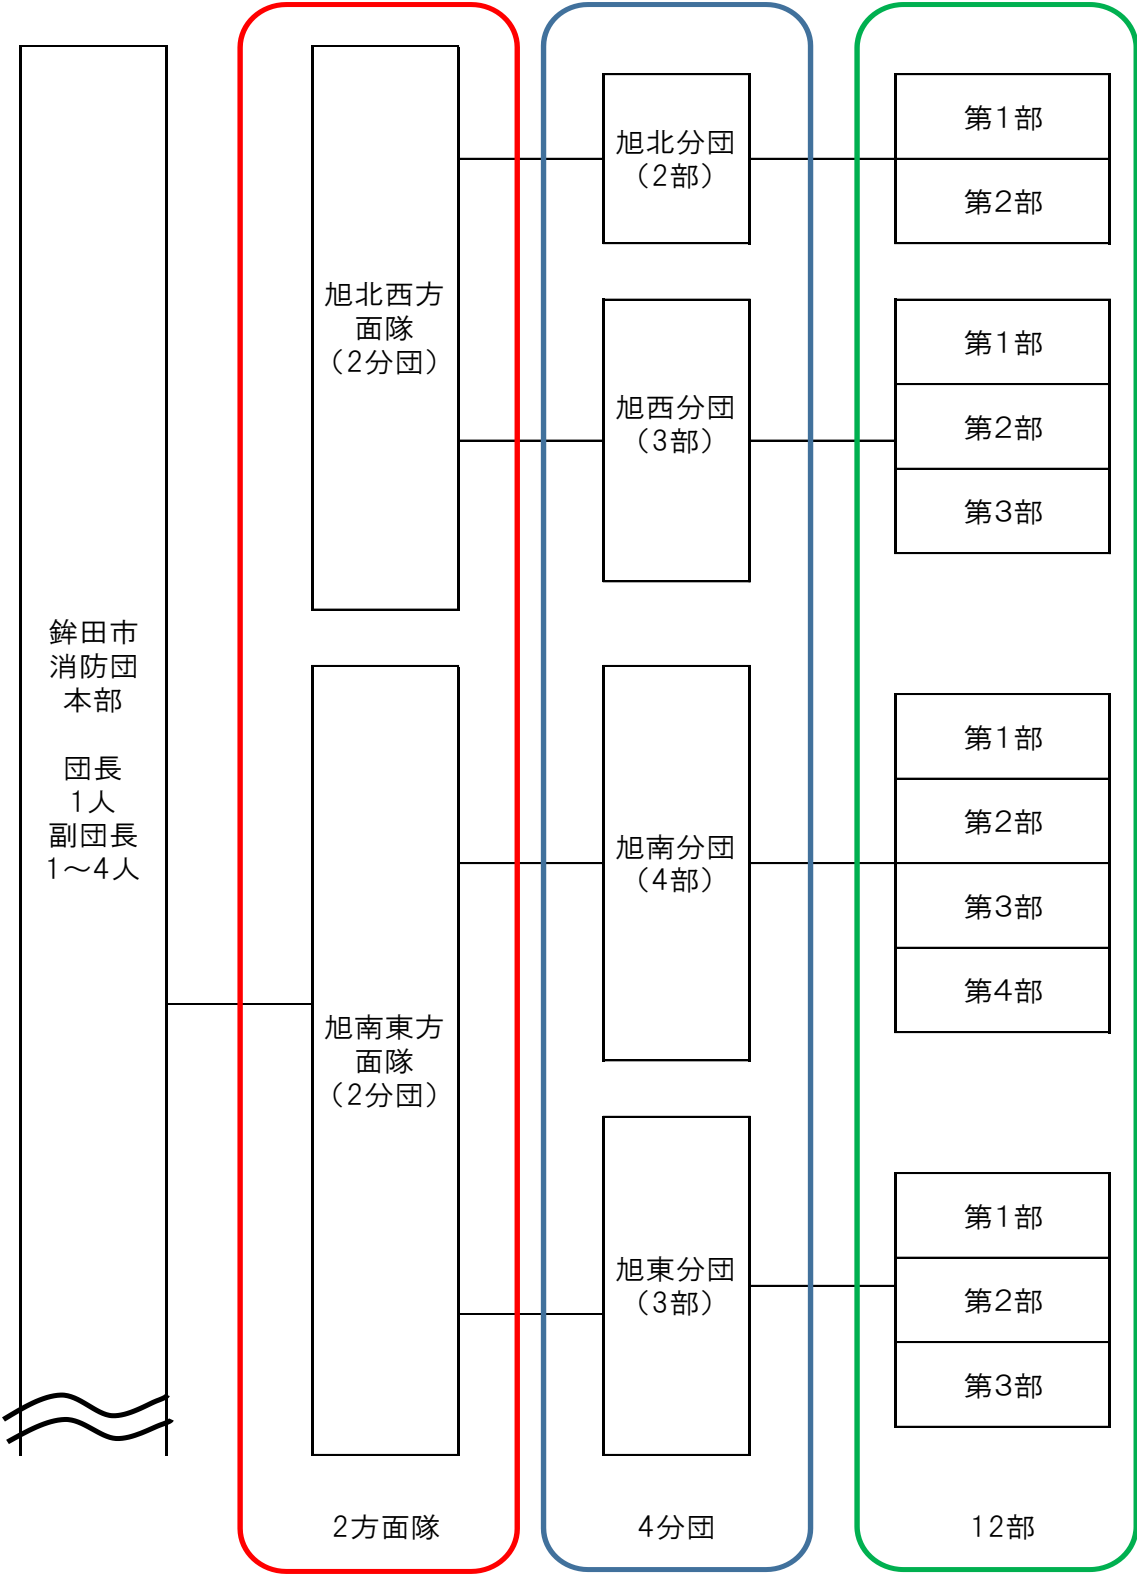 鉾田市
消防団
本部
団長
1人
副団長
1～4人
旭北西方
面隊
（2分団）
旭北分団
（2部）
第1部
第2部
旭西分団
（3部）
第1部
第2部
第3部
旭南東方
面隊
（2分団）
旭南分団
（4部）
第1部
第2部
第3部
第4部
旭東分団
（3部）
第1部
第2部
第3部
2方面隊
4分団
12部